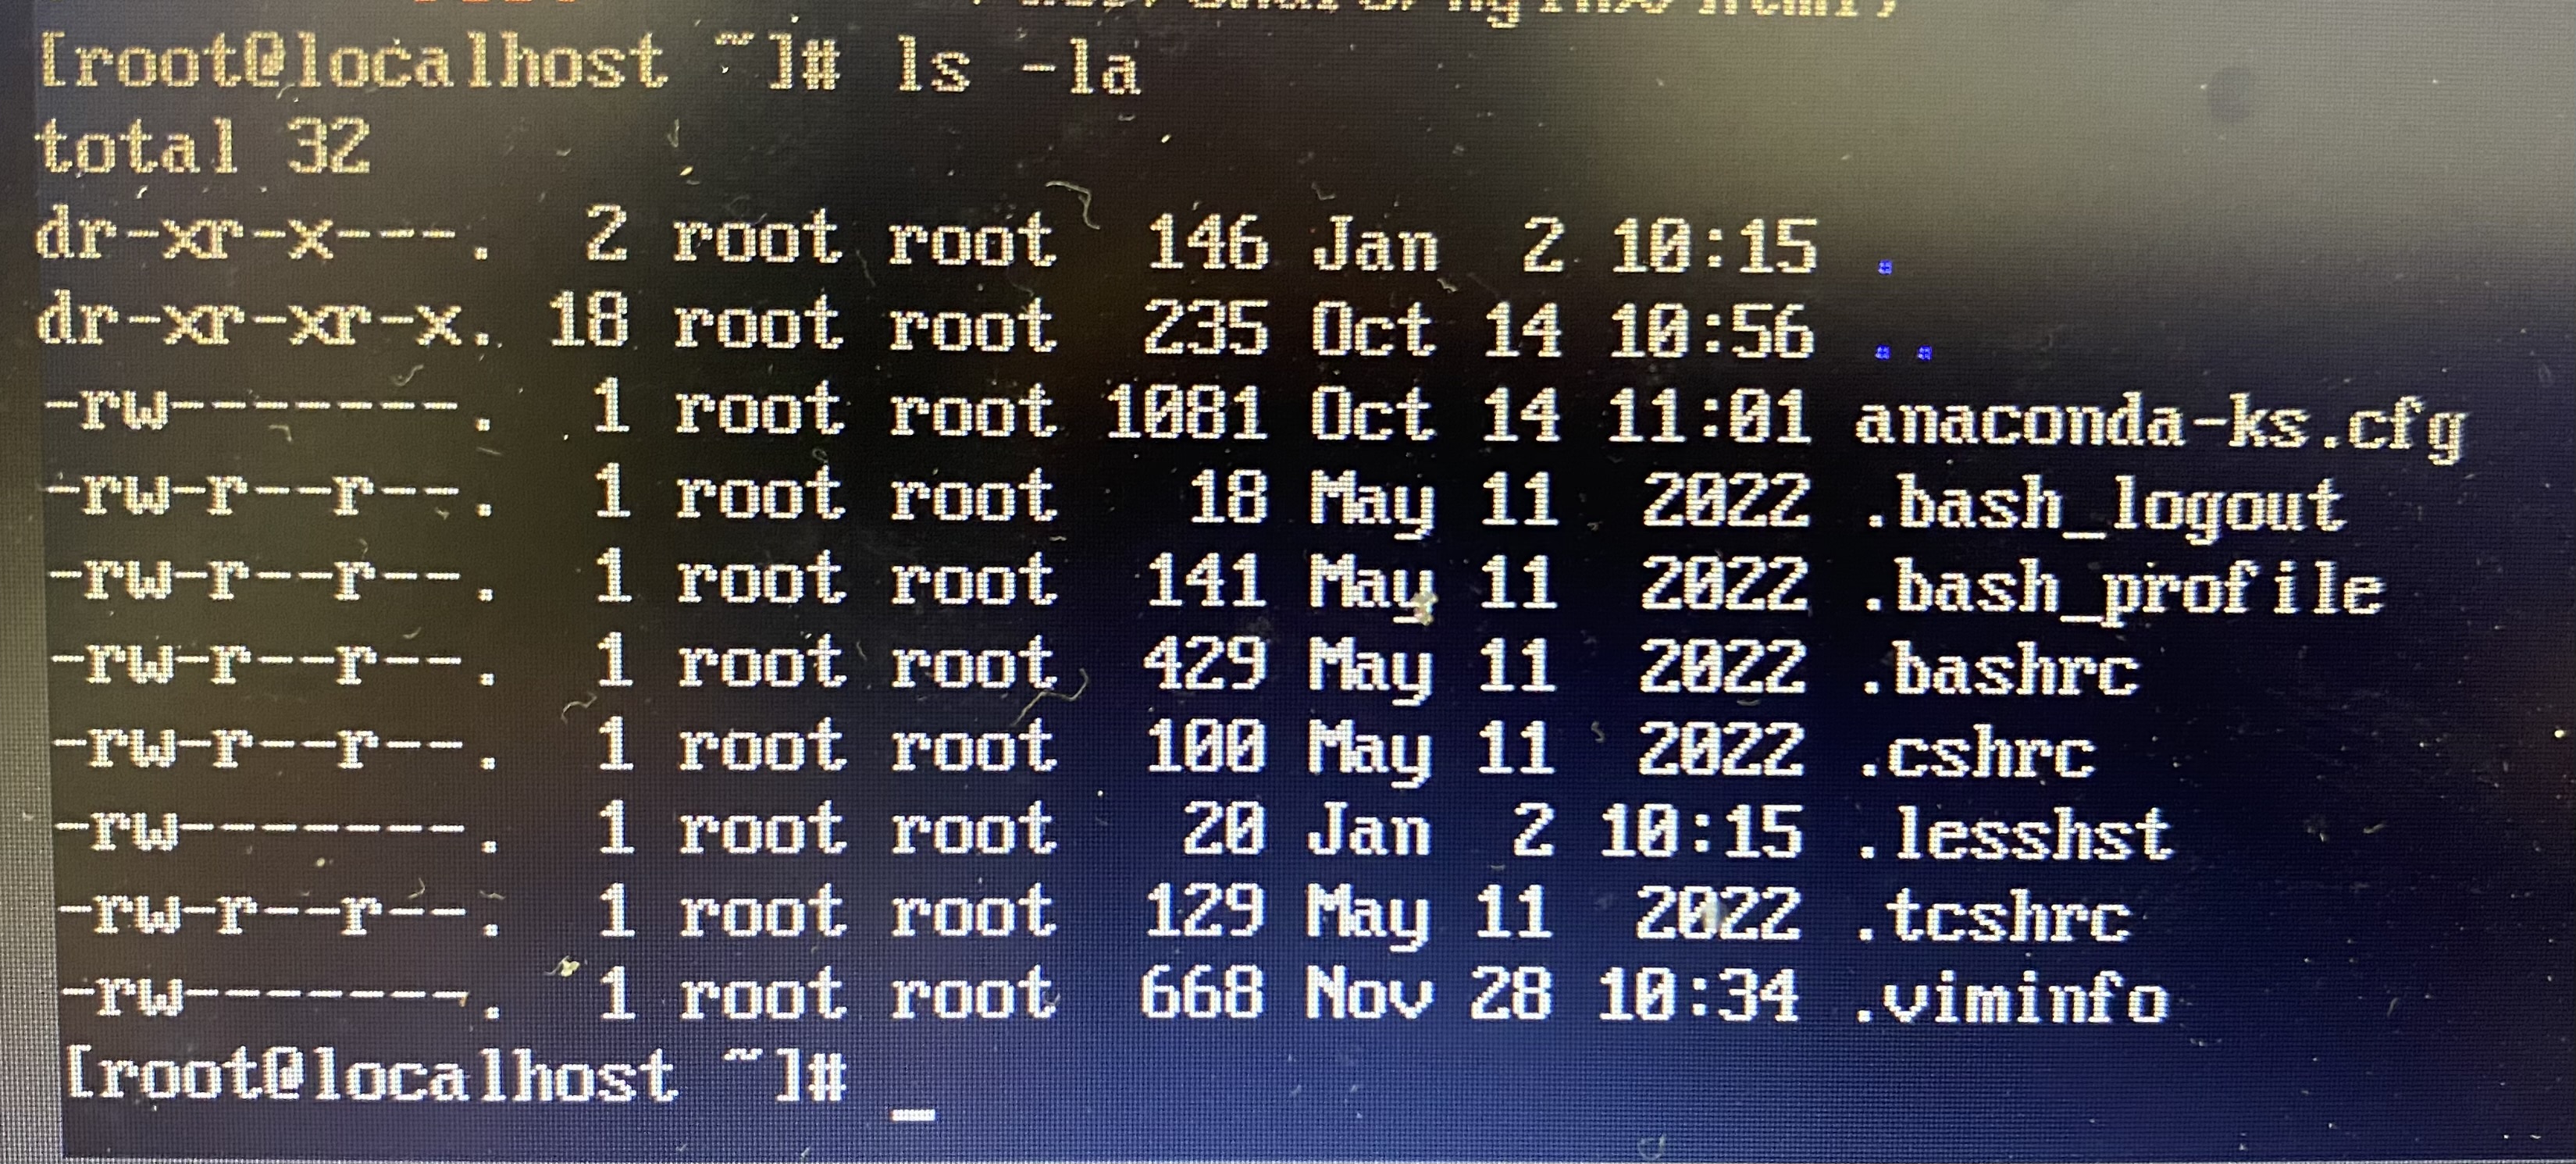 [root@localhost ~]# ls -la
total 32
dr-xr-x---.  2 root root  146 Jan  2 10:15 .
dr-xr-xr-x. 18 root root  235 Oct 14 10:56 ..
-rw-------.  1 root root 1081 Oct 14 11:01 anaconda-ks.cfg
-rw-r--r--.  1 root root   18 May 11  2022 .bash_logout
-rw-r--r--.  1 root root  141 May 11  2022 .bash_profile
-rw-r--r--.  1 root root  429 May 11  2022 .bashrc
-rw-r--r--.  1 root root  100 May 11  2022 .cshrc
-rw-------.  1 root root   20 Jan  2 10:15 .lesshst
-rw-r--r--.  1 root root  129 May 11  2022 .tcshrc
-rw-------.  1 root root  668 Nov 28 10:34 .viminfo
[root@localhost ~]# _